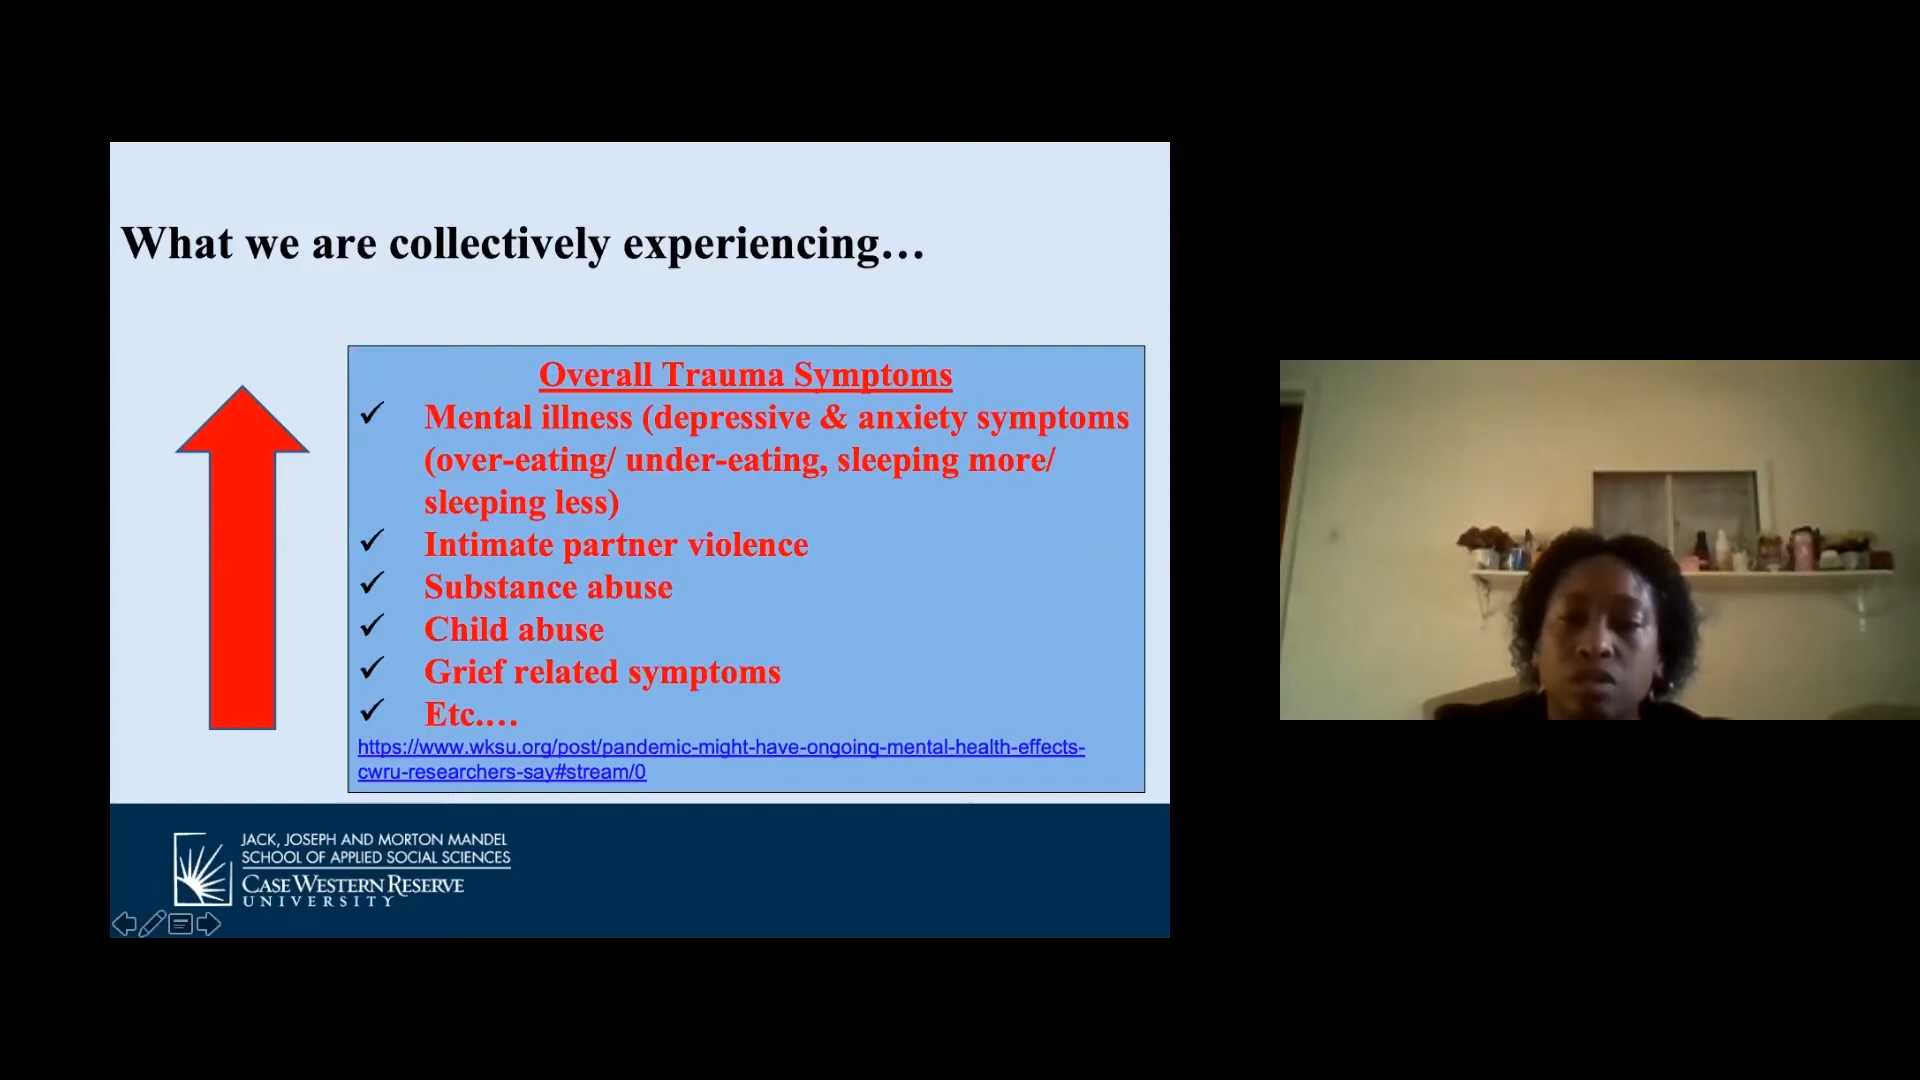 What we are collectively experiencing…
Overall Trauma Symptoms
✓ Mental illness (depressive & anxiety symptoms
(over-eating/ under-eating, sleeping more/
sleeping less)
✓ Intimate partner violence
✓ Substance abuse
✓ Child abuse
✓ Grief related symptoms
✓ Etc.…
https://www.wksu.org/post/pandemic-might-have-ongoing-mental-health-effects-
cwru-researchers-say#stream/0
JACK, JOSEPH AND MORTON MANDEL
SCHOOL OF APPLIED SOCIAL SCIENCES
CASE WESTERN RESERVE
UNIVERSITY